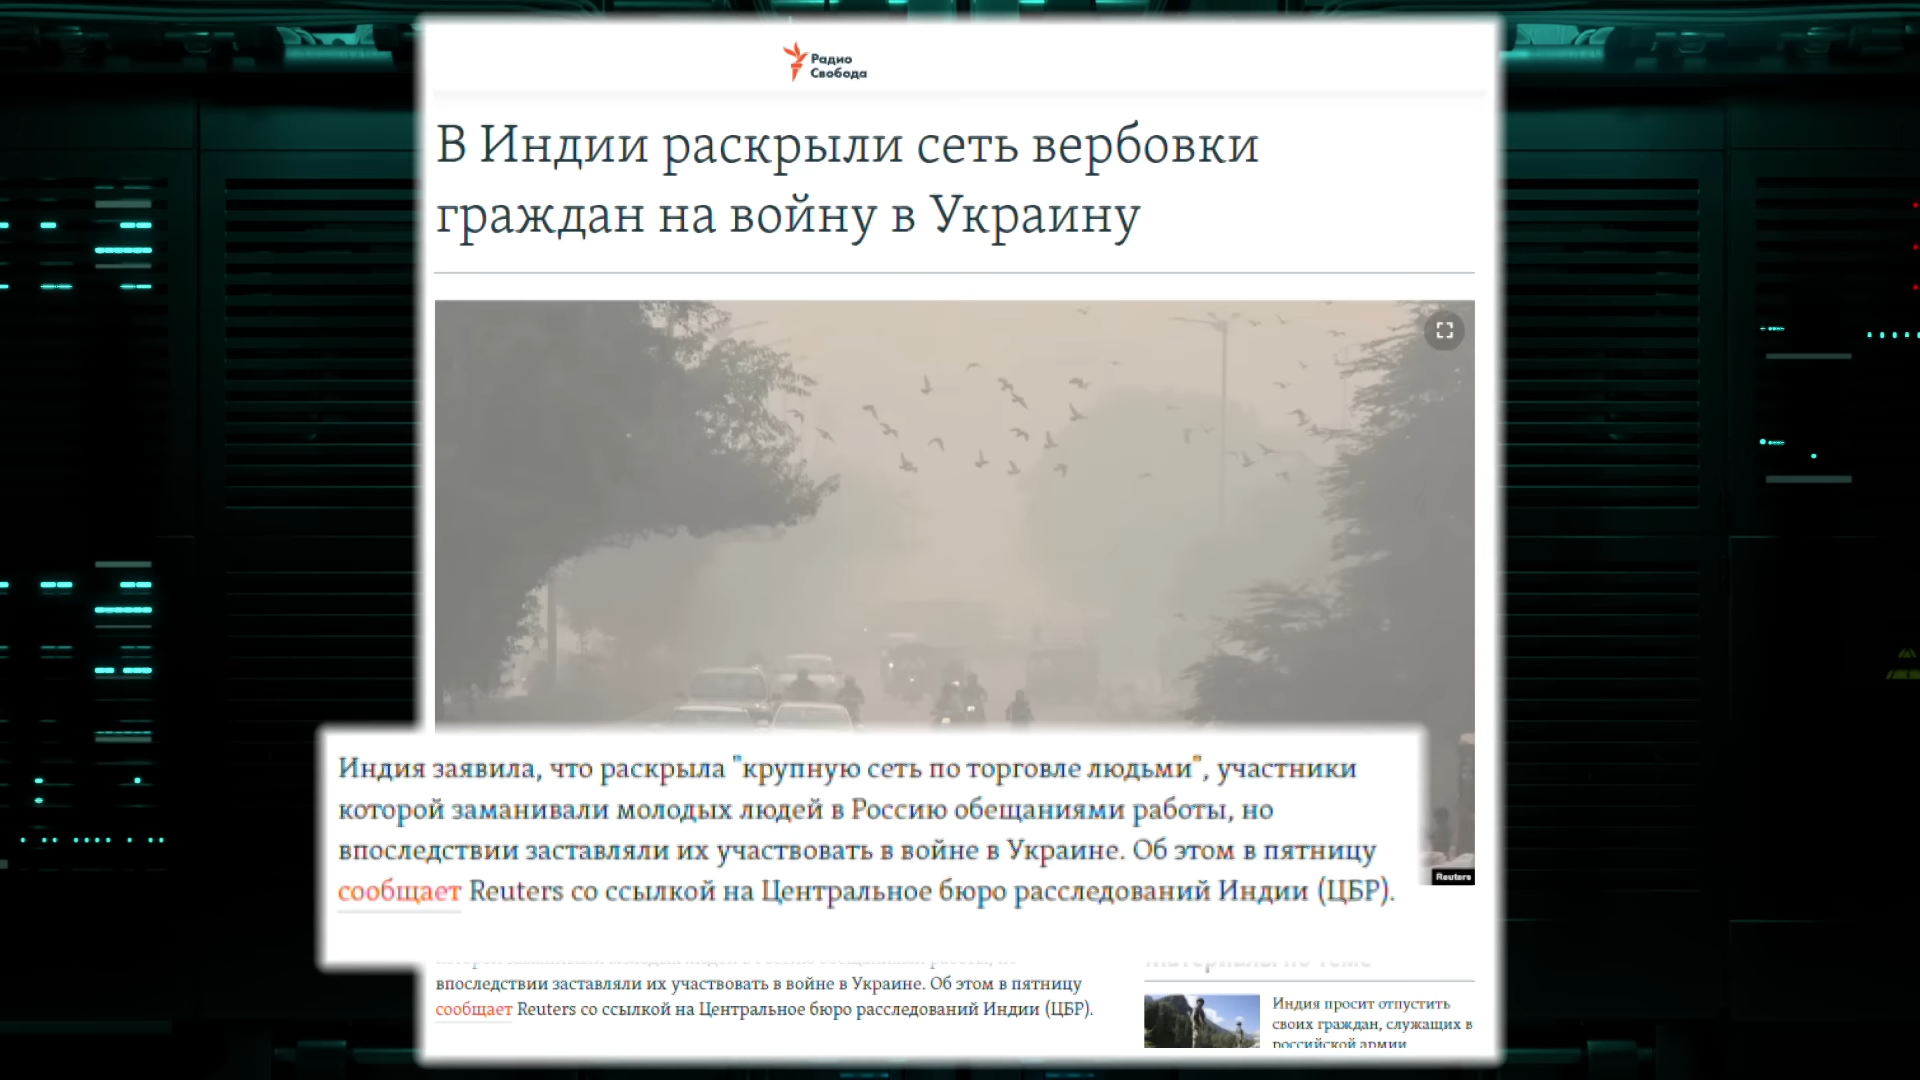 Радио
Свобода
В Индии раскрыли сеть вербовки
граждан на войну в Украину
Индия заявила, что раскрыла "крупную сеть по торговле людьми", участники
которой заманивали молодых людей в Россию обещаниями работы, но
впоследствии заставляли их участвовать в войне в Украине. Об этом в пятницу
сообщает Reuters со ссылкой на Центральное бюро расследований Индии (ЦБР).
Reuters
впоследствии заставляли их участвовать в войне в Украине. Об этом в пятницу
сообщает Reuters со ссылкой на Центральное бюро расследований Индии (ЦБР).
Индия просит отпустить
своих граждан, служащих в
российской армии